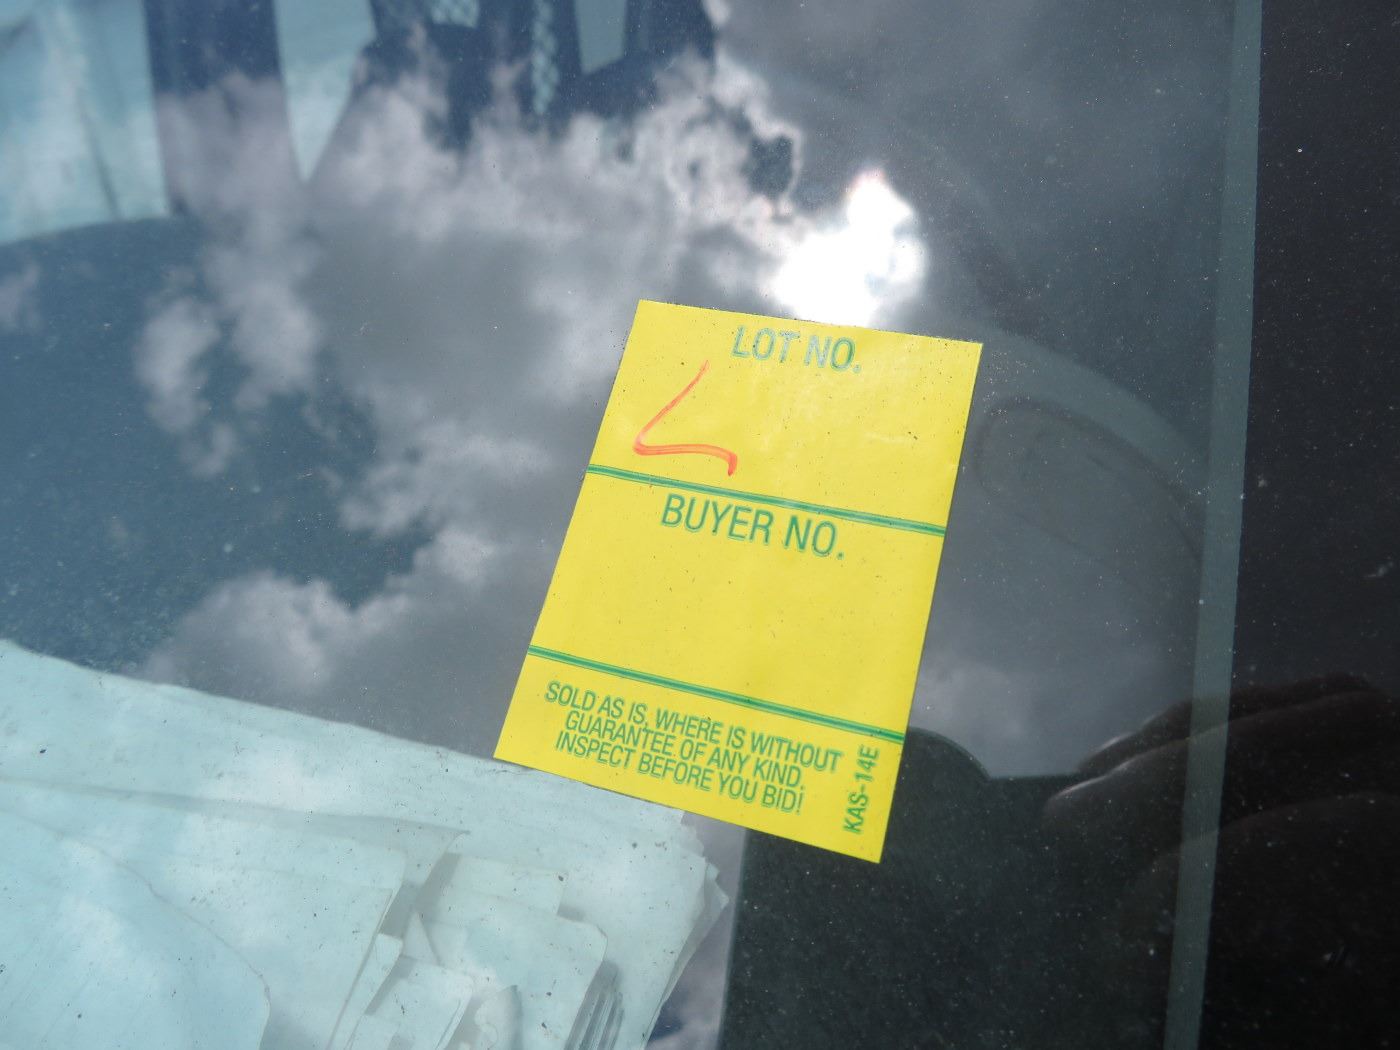 LOT NO.
BUYER NO.
SOLD AS IS, WHERE IS WITHOUT
GUARANTEE OF ANY KIND.
INSPECT BEFORE YOU BID!
KAS-14E